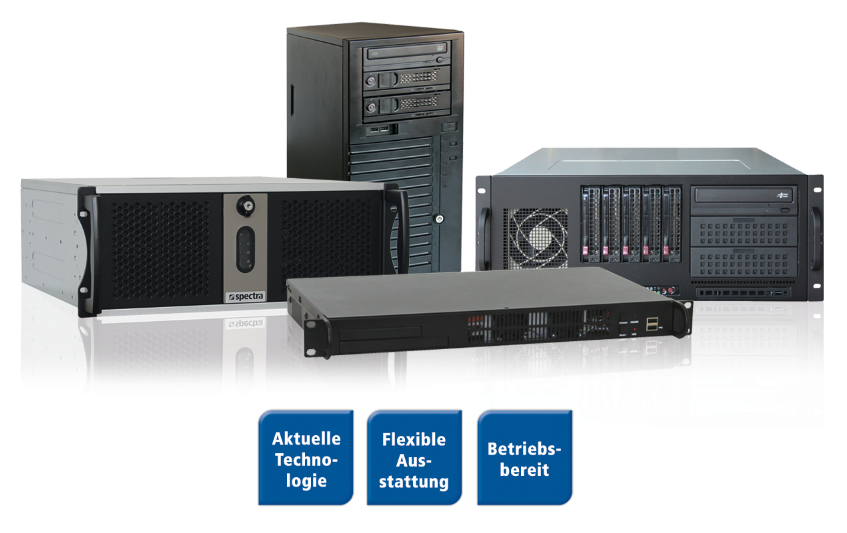 spectra
Aktuelle
Techno-
logie
Flexible
Aus-
stattung
Betriebs-
bereit